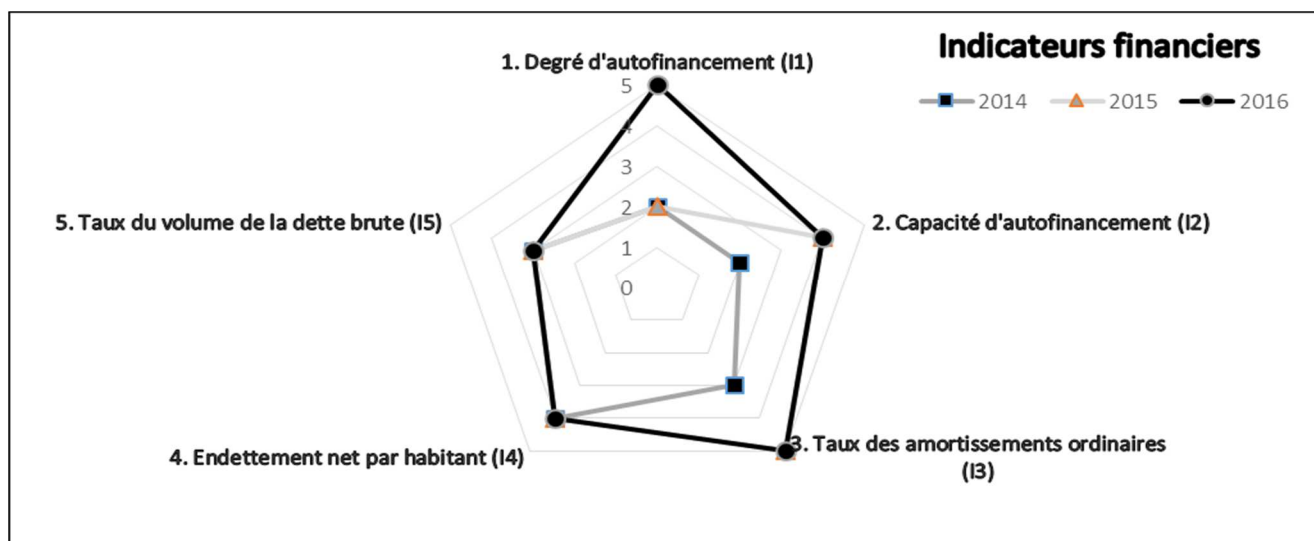 Indicateurs financiers
2014 2015 2016
1. Degré d'autofinancement (I1)
5
4
3
2
1
0
2. Capacité d'autofinancement (I2)
3. Taux des amortissements ordinaires
(I3)
4. Endettement net par habitant (I4)
5. Taux du volume de la dette brute (I5)